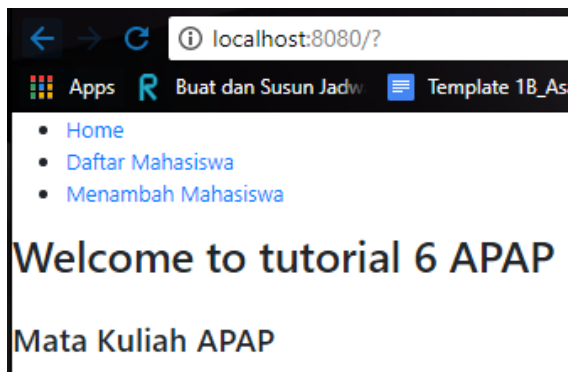 localhost:8080/?
Apps Buat dan Susun Jadw Template 1B_As
Home
Daftar Mahasiswa
Menambah Mahasiswa
Welcome to tutorial 6 APAP
Mata Kuliah APAP